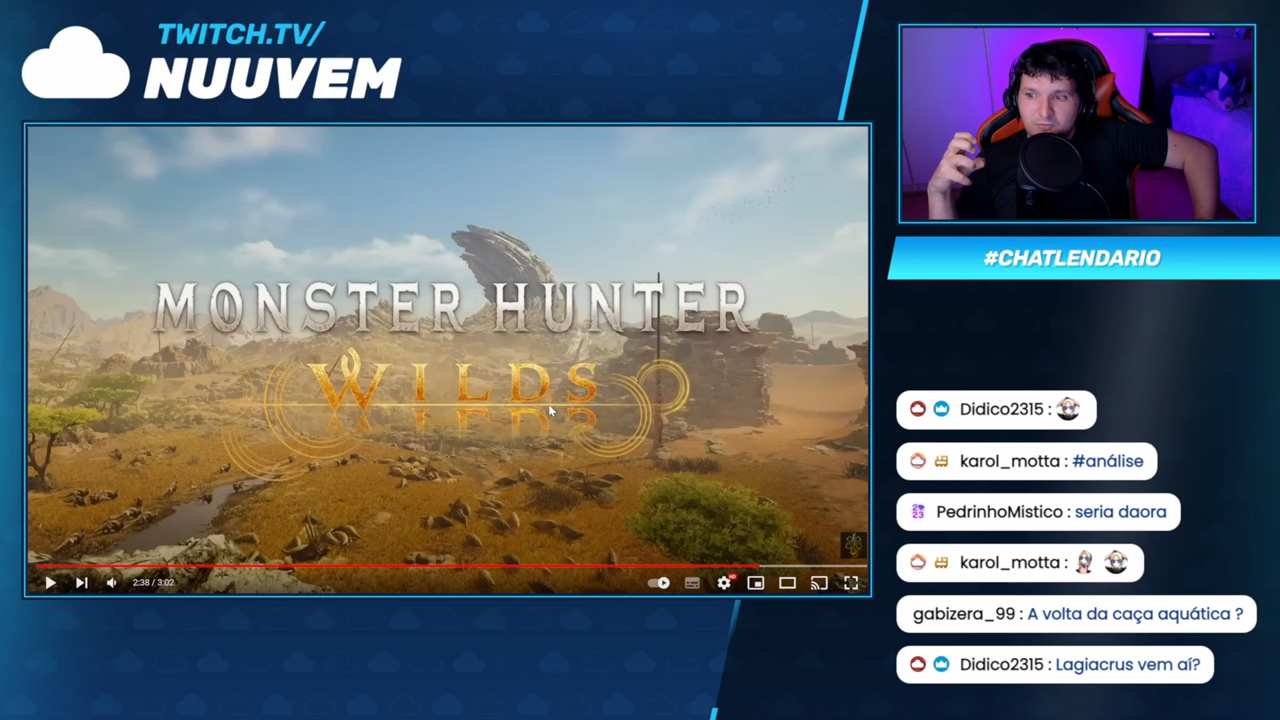 TWITCH.TV/
NUUVEM
MONSTER HUNTER
WILDS
2:38 / 3:02
HD
#CHATLENDARIO
Didico2315 :
karol_motta : #análise
PedrinhoMistico : seria daora
karol_motta :
gabizera_99 : A volta da caça aquática ?
Didico2315 : Lagiacrus vem aí?